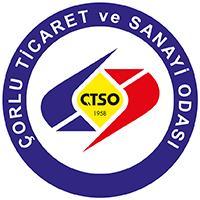 ÇORLU TİCARET ve SANAYİ ODASI
ÇTSO
1958